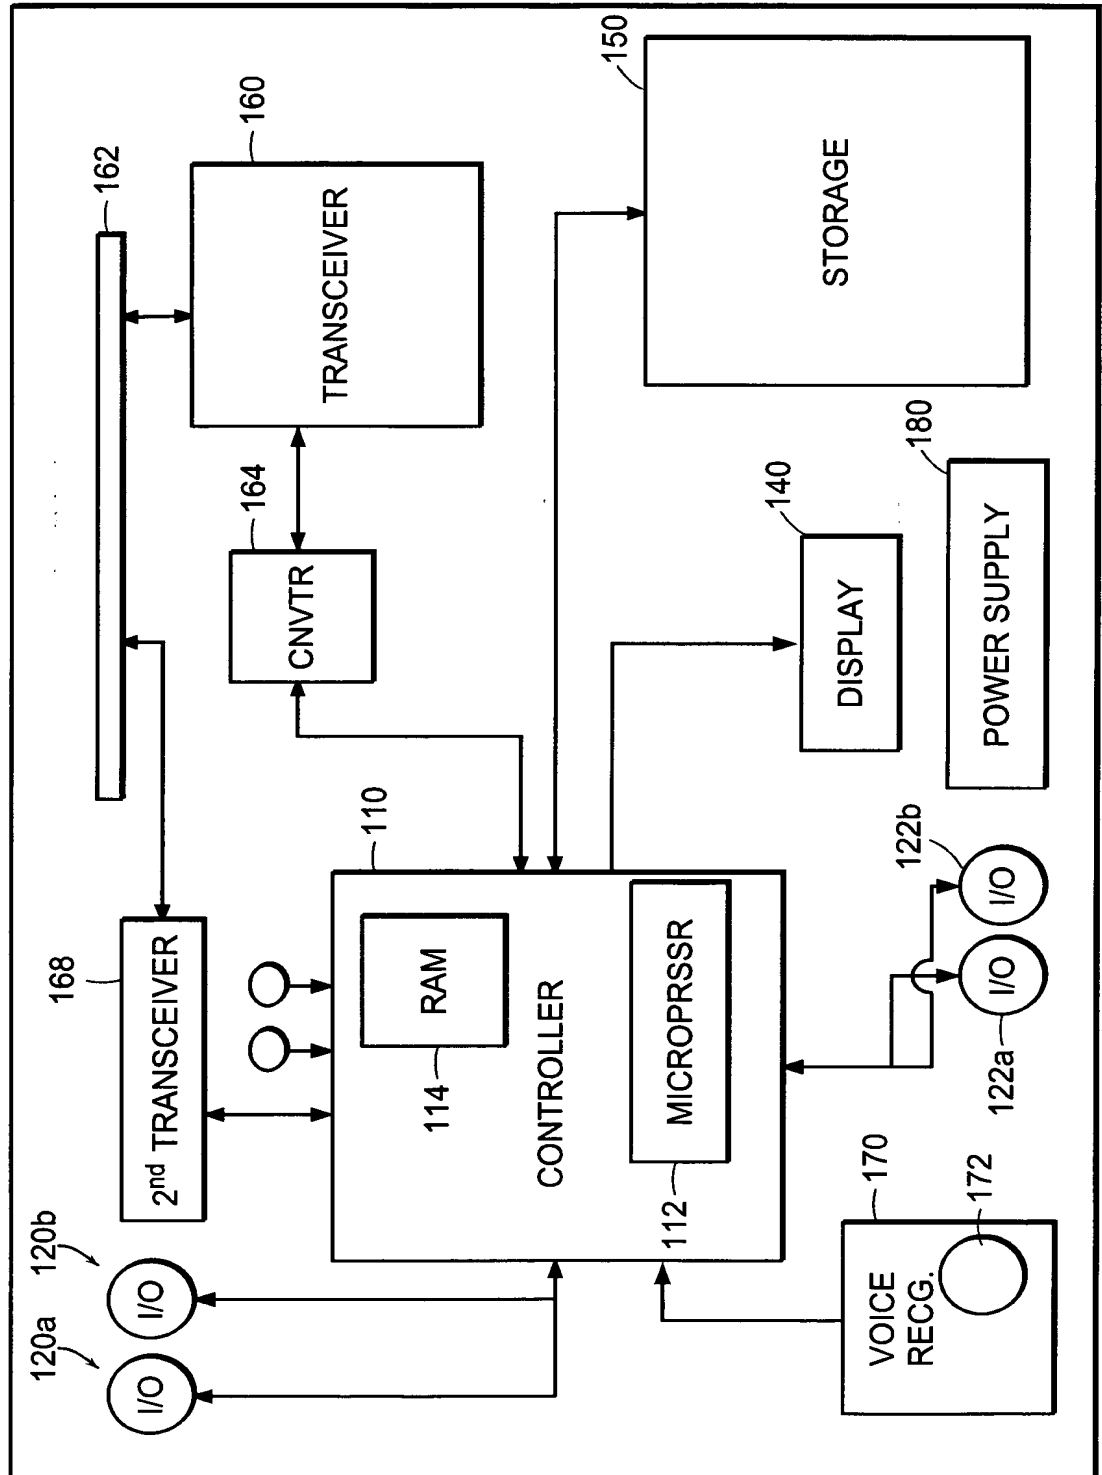 120a
I/O
120b
I/O
168
2nd TRANSCEIVER
162
160
TRANSCEIVER
164
CNVTR
110
RAM
114
CONTROLLER
MICROPRSSR
112
170
VOICE
RECG.
172
122a
I/O
122b
I/O
140
DISPLAY
180
POWER SUPPLY
150
STORAGE